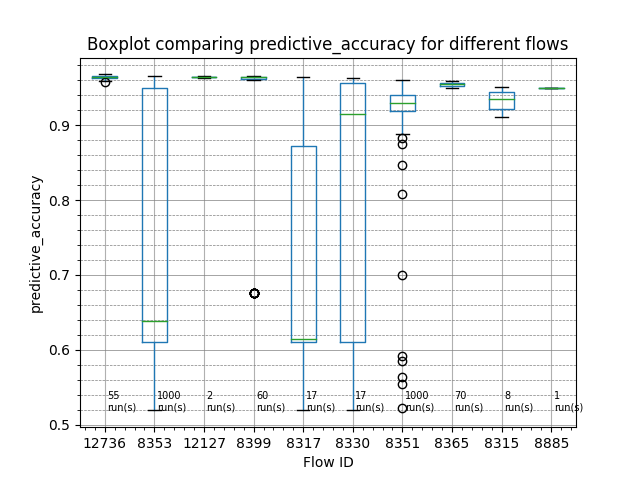 Boxplot comparing predictive_accuracy for different flows
predictive_accuracy
0.9
0.8
0.7
0.6
0.5
55 1000 2 60 17 17 1000 70 8 1
run(s) run(s) run(s) run(s) run(s) run(s) run(s) run(s) run(s) run(s)
12736 8353 12127 8399 8317 8330 8351 8365 8315 8885
Flow ID